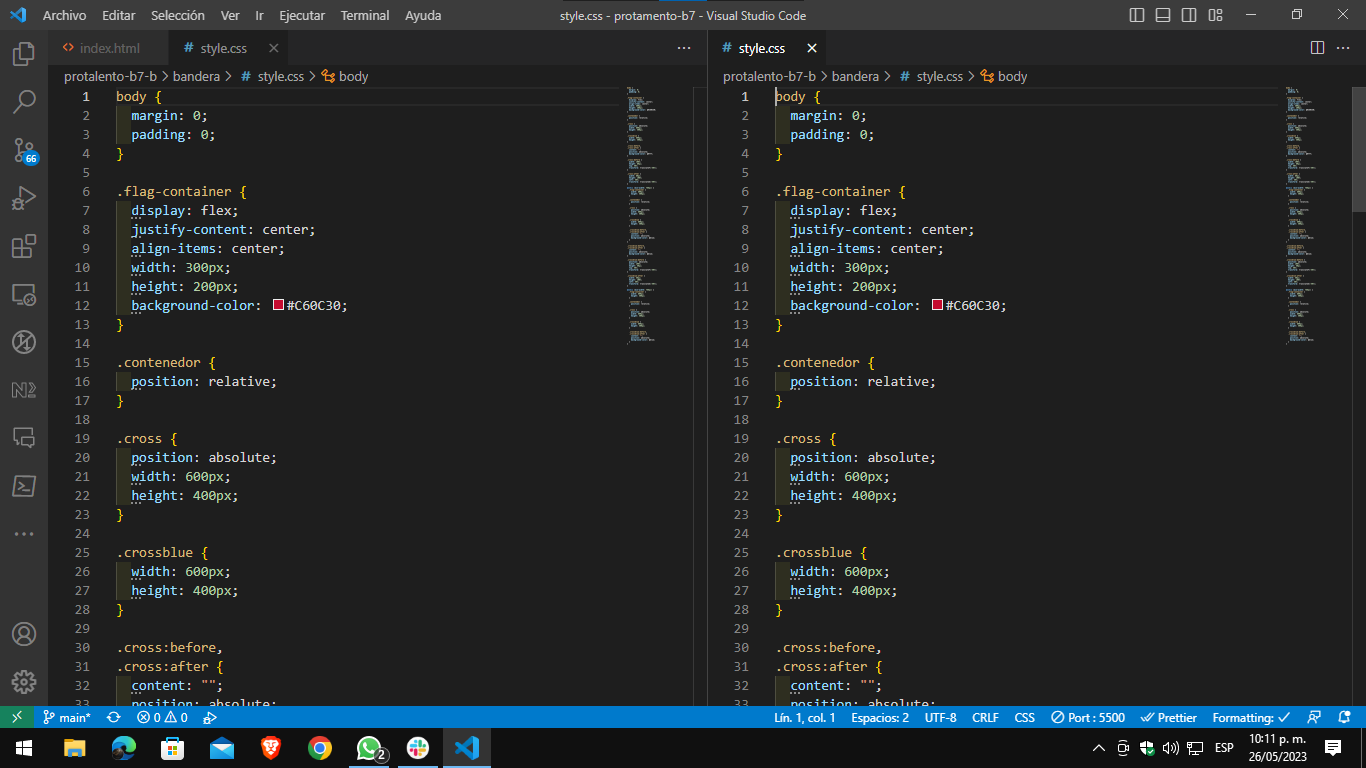 Archivo Editar Selección Ver Ir Ejecutar Terminal Ayuda
style.css - protamento-b7 - Visual Studio Code
index.html
# style.css
protalento-b7-b > bandera > # style.css > body
1 body {
2 margin: 0;
3 padding: 0;
4 }
5
6 .flag-container {
7 display: flex;
8 justify-content: center;
9 align-items: center;
10 width: 300px;
11 height: 200px;
12 background-color: #C60C30;
13 }
14
15 .contenedor {
16 position: relative;
17 }
18
19 .cross {
20 position: absolute;
21 width: 600px;
22 height: 400px;
23 }
24
25 .crossblue {
26 width: 600px;
27 height: 400px;
28 }
29
30 .cross:before,
31 .cross:after {
32 content: "";
33 position: absolute;
# style.css
protalento-b7-b > bandera > # style.css > body
1 body {
2 margin: 0;
3 padding: 0;
4 }
5
6 .flag-container {
7 display: flex;
8 justify-content: center;
9 align-items: center;
10 width: 300px;
11 height: 200px;
12 background-color: #C60C30;
13 }
14
15 .contenedor {
16 position: relative;
17 }
18
19 .cross {
20 position: absolute;
21 width: 600px;
22 height: 400px;
23 }
24
25 .crossblue {
26 width: 600px;
27 height: 400px;
28 }
29
30 .cross:before,
31 .cross:after {
32 content: "";
33 position: absolute;
66
main* 0 0 Lín. 1, col. 1 Espacios: 2 UTF-8 CRLF CSS Port : 5500 Prettier Formatting:
2
ESP
10:11 p. m.
26/05/2023